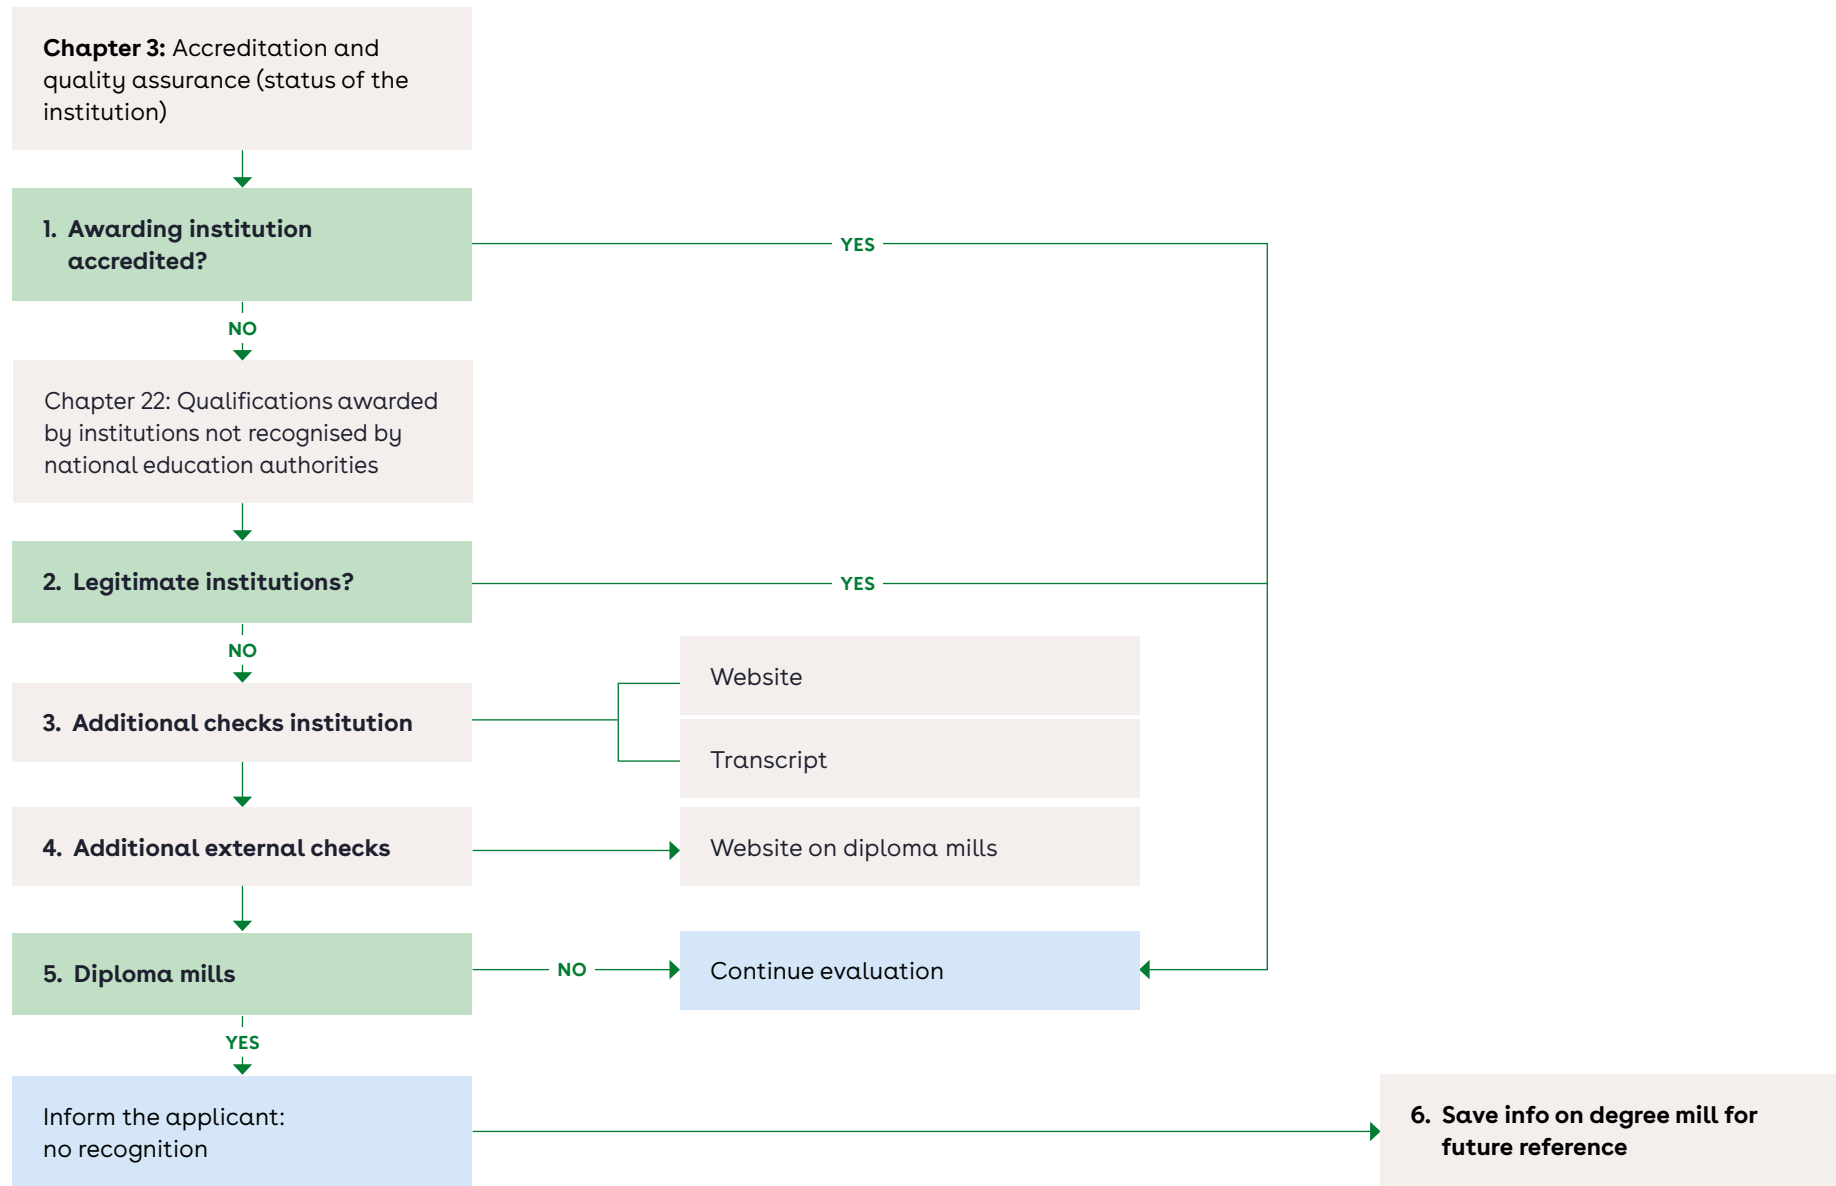 Chapter 3: Accreditation and
quality assurance (status of the
institution)
1. Awarding institution
accredited?
YES
NO
Chapter 22: Qualifications awarded
by institutions not recognised by
national education authorities
2. Legitimate institutions?
YES
NO
Website
3. Additional checks institution
Transcript
4. Additional external checks
Website on diploma mills
5. Diploma mills
NO
Continue evaluation
YES
Inform the applicant:
no recognition
6. Save info on degree mill for
future reference